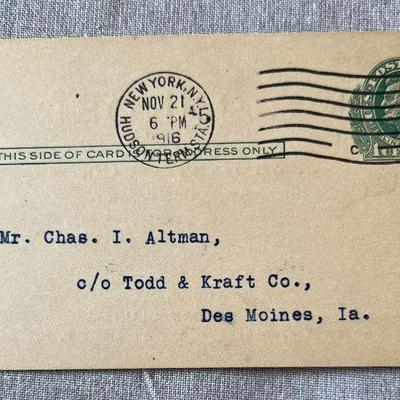 NEW YORK, N.Y.
NOV 21
6 PM
1916
HUDSON TERM. STA.
THIS SIDE OF CARD IS FOR ADDRESS ONLY
Mr. Chas. I. Altman,
c/o Todd & Kraft Co.,
Des Moines, Ia.